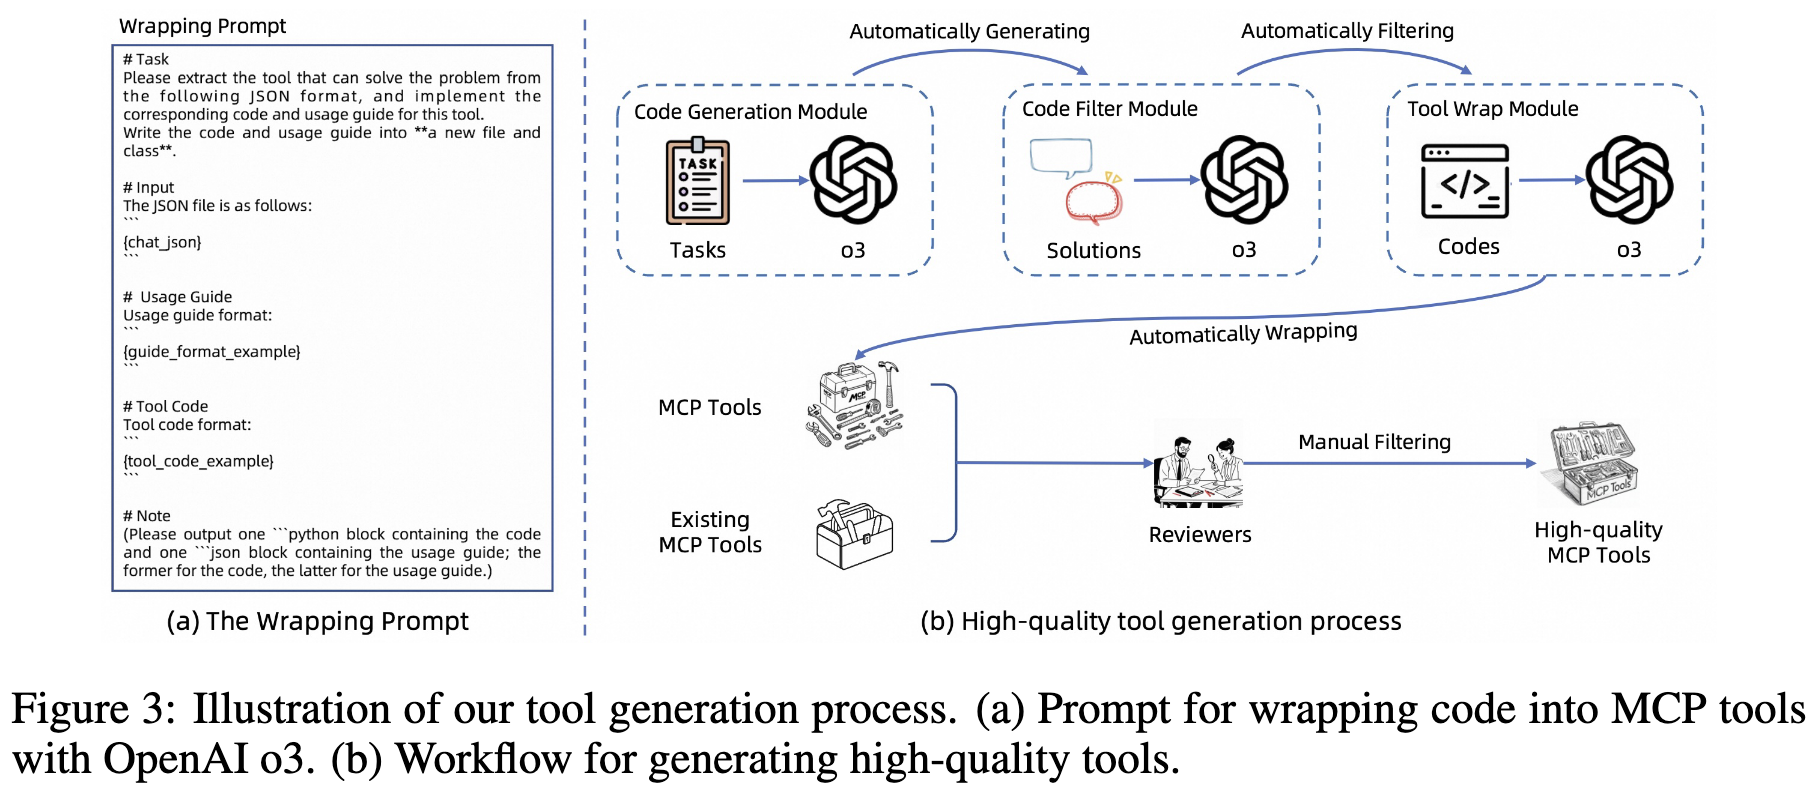 Wrapping Prompt
# Task
Please extract the tool that can solve the problem from
the following JSON format, and implement the
corresponding code and usage guide for this tool.
Write the code and usage guide into **a new file and
class**.
# Input
The JSON file is as follows:
```
{chat_json}
```
# Usage Guide
Usage guide format:
```
{guide_format_example}
```
# Tool Code
Tool code format:
```
{tool_code_example}
```
# Note
(Please output one ```python block containing the code
and one ```json block containing the usage guide; the
former for the code, the latter for the usage guide.)
(a) The Wrapping Prompt
Automatically Generating
Automatically Filtering
Code Generation Module
TASK
Tasks
o3
Code Filter Module
Solutions
o3
Tool Wrap Module
</>
Codes
o3
Automatically Wrapping
MCP Tools
MCP
Existing
MCP Tools
Reviewers
Manual Filtering
MCP Tools
High-quality
MCP Tools
(b) High-quality tool generation process
Figure 3: Illustration of our tool generation process. (a) Prompt for wrapping code into MCP tools
with OpenAI o3. (b) Workflow for generating high-quality tools.